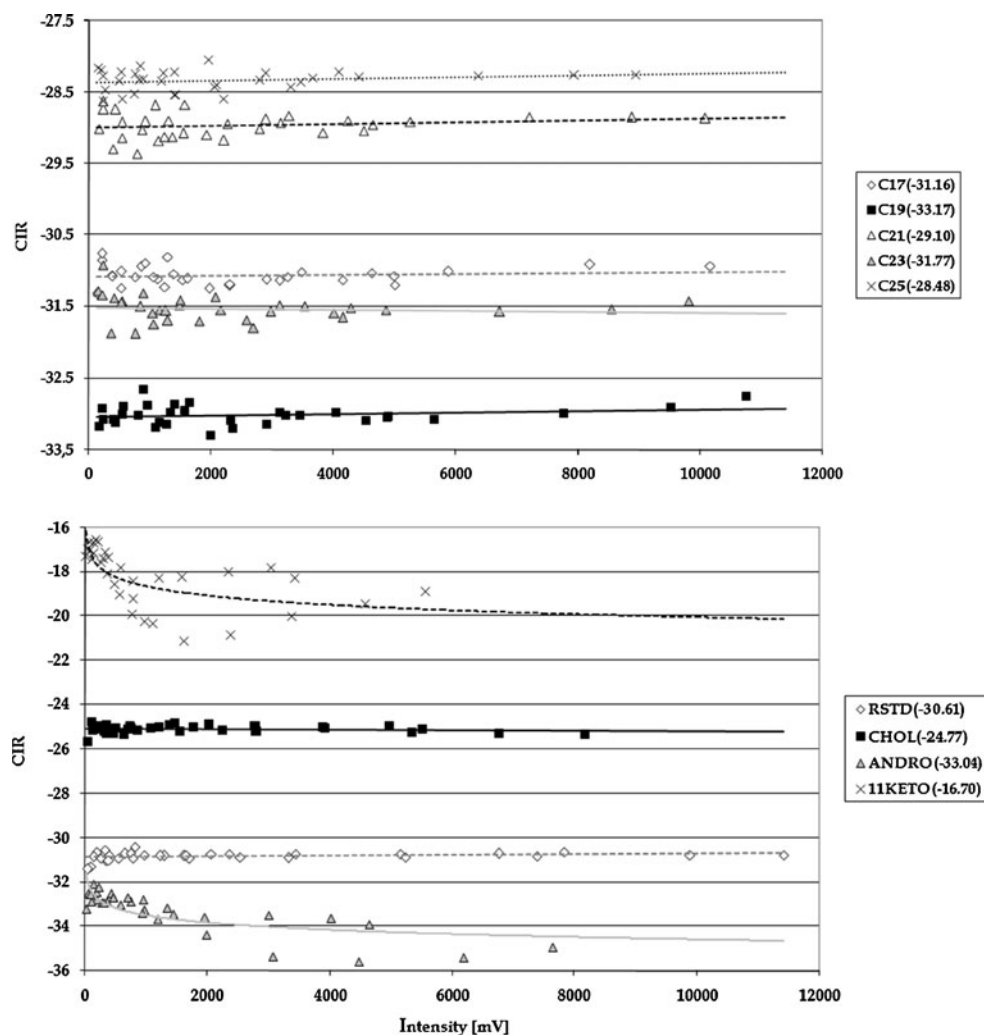 -27.5
-28.5
-29.5
-30.5
-31.5
-32.5
-33.5
CIR
0 2000 4000 6000 8000 10000 12000
C17(-31.16)
C19(-33.17)
C21(-29.10)
C23(-31.77)
C25(-28.48)
-16
-18
-20
-22
-24
-26
-28
-30
-32
-34
-36
CIR
0 2000 4000 6000 8000 10000 12000
Intensity [mV]
RSTD(-30.61)
CHOL(-24.77)
ANDRO(-33.04)
11KETO(-16.70)